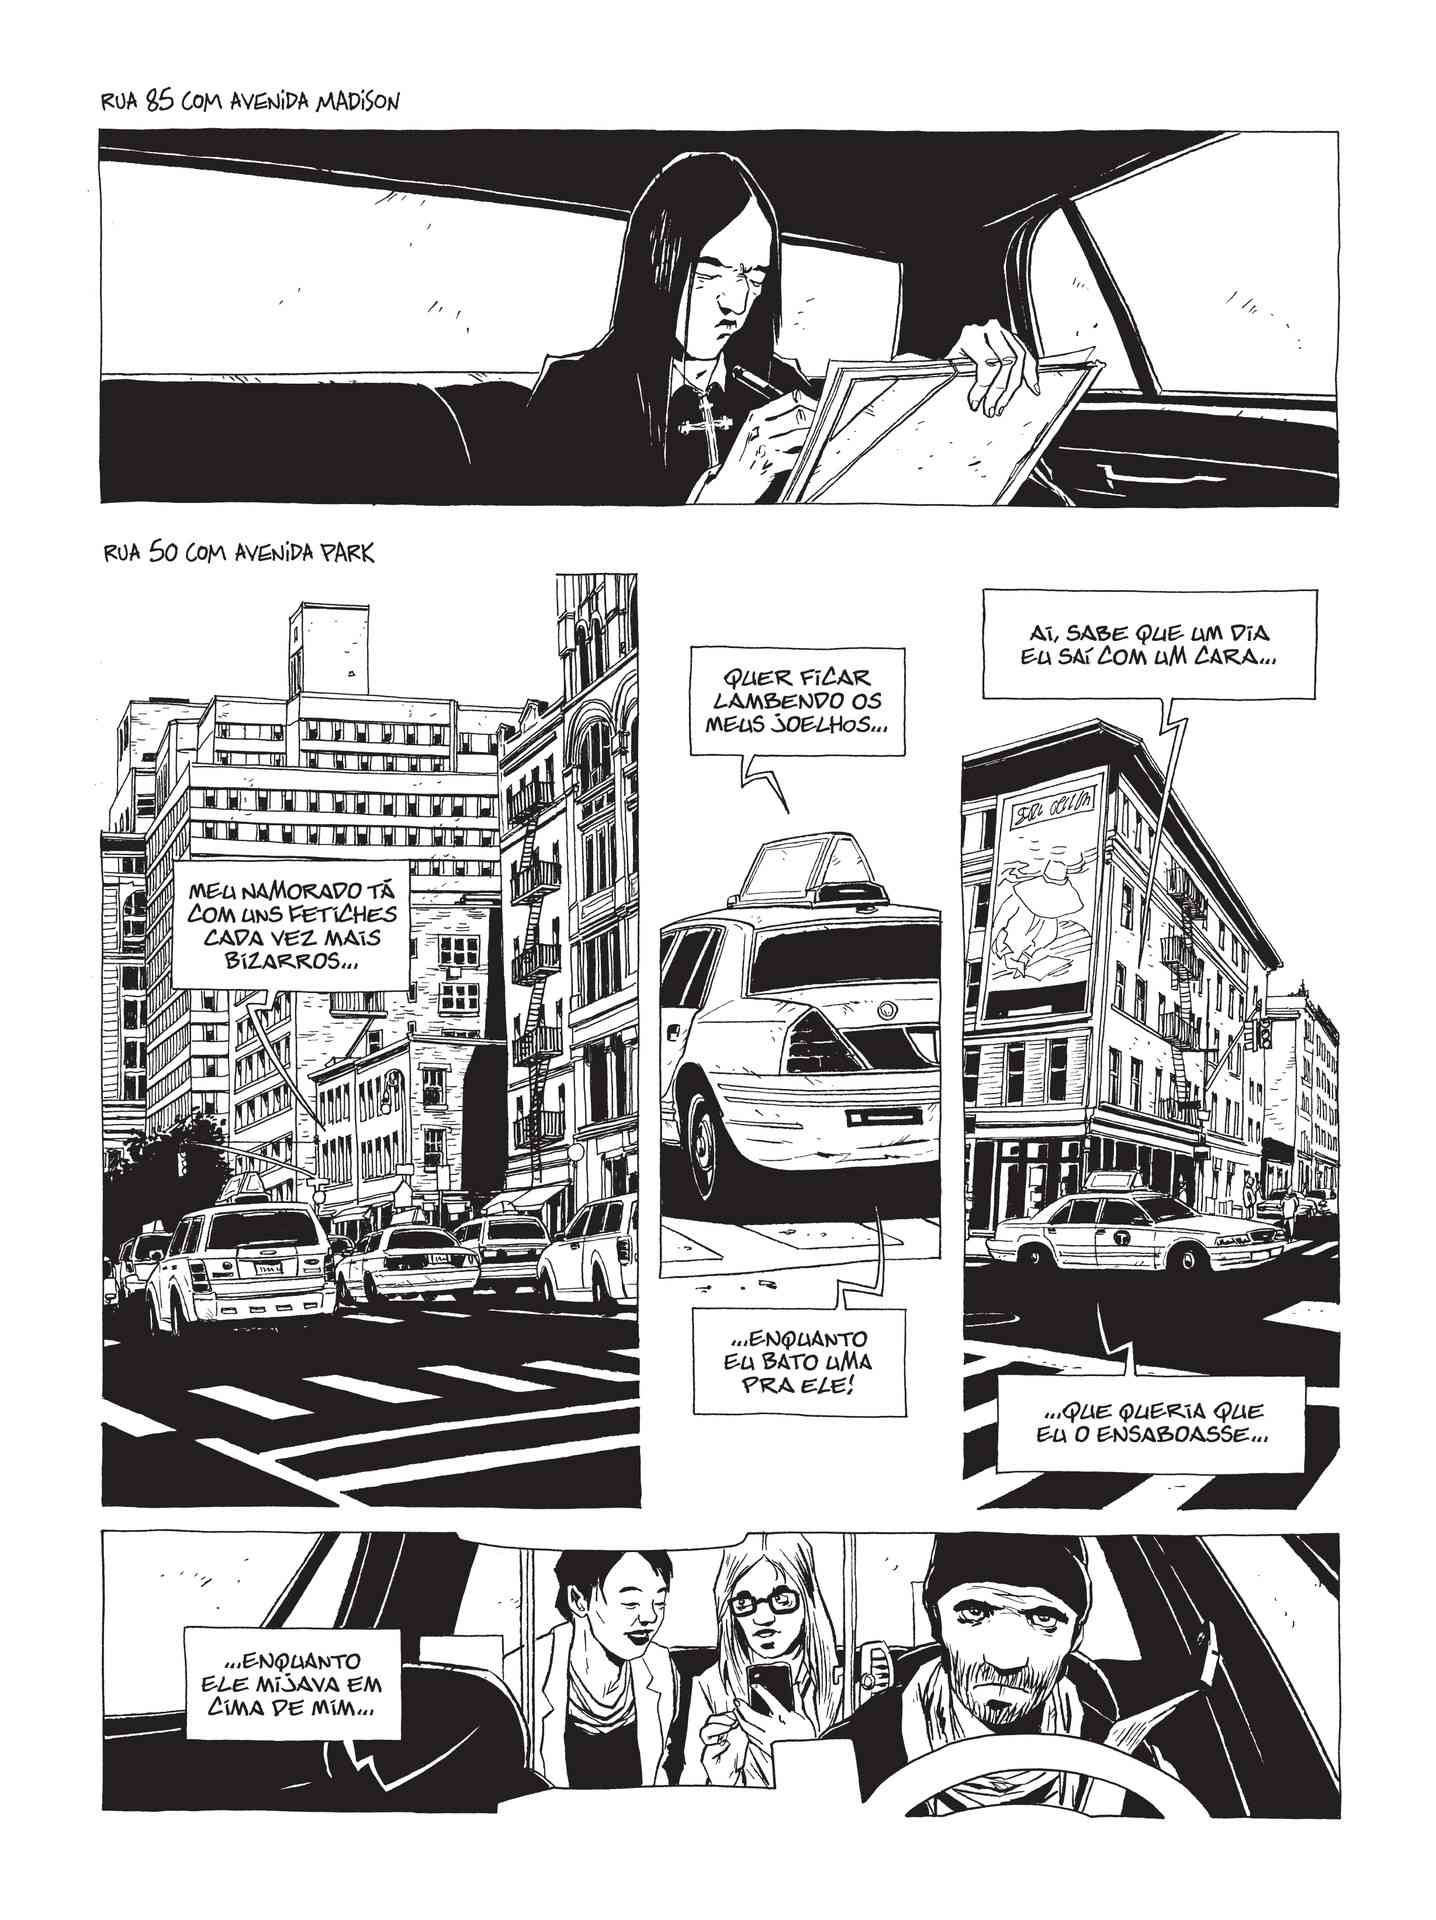 RUA 85 COM AVENIDA MADISON
RUA 50 COM AVENIDA PARK
MEU NAMORADO TÁ
COM UNS FETICHES
CADA VEZ MAIS
BIZARROS...
QUER FICAR
LAMBENDO OS
MEUS JOELHOS...
...ENQUANTO
EU BATO UMA
PRA ELE!
AI, SABE QUE UM DIA
EU SAÍ COM UM CARA...
...QUE QUERIA QUE
EU O ENSABOASSE...
...ENQUANTO
ELE MIJAVA EM
CIMA DE MIM...